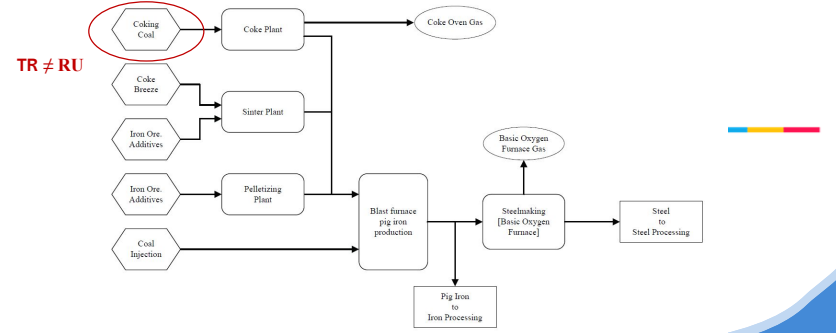 Coking
Coal
Coke Plant
Coke Oven Gas
TR ≠ RU
Coke
Breeze
Sinter Plant
Iron Ore.
Additives
Basic Oxygen
Furnace Gas
Iron Ore.
Additives
Pelletizing
Plant
Blast furnace
pig iron
production
Steelmaking
[Basic Oxygen
Furnace]
Steel
to
Steel Processing
Coal
Injection
Pig Iron
to
Iron Processing